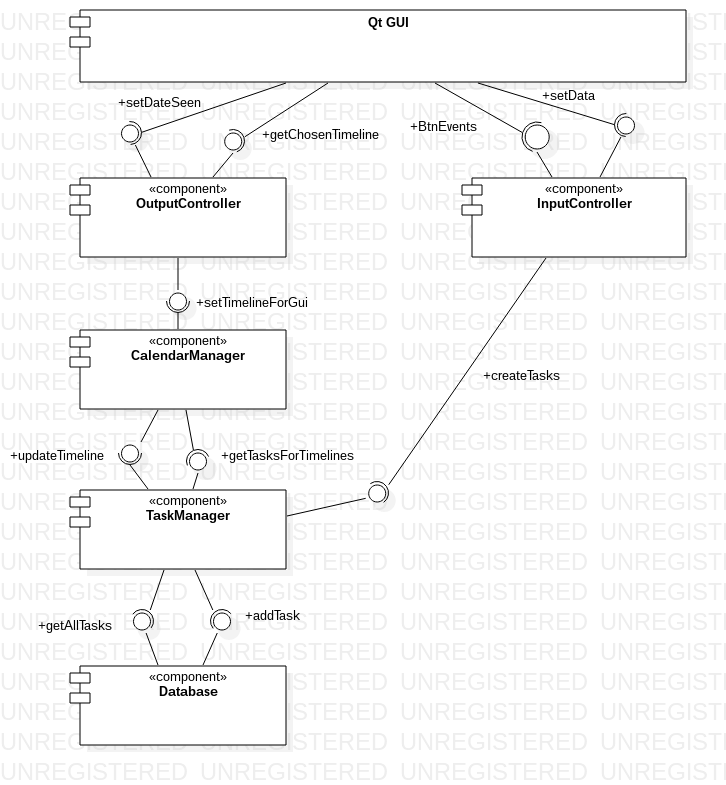 Qt GUI
+setDateSeen
+setData
+BtnEvents
+getChosenTimeline
«component»
OutputController
«component»
InputController
+setTimelineForGui
«component»
CalendarManager
+createTasks
+updateTimeline
+getTasksForTimelines
«component»
TaskManager
+getAllTasks
+addTask
«component»
Database
UNREGISTERED UNREGISTERED UNREGISTERED UNREGISTERED